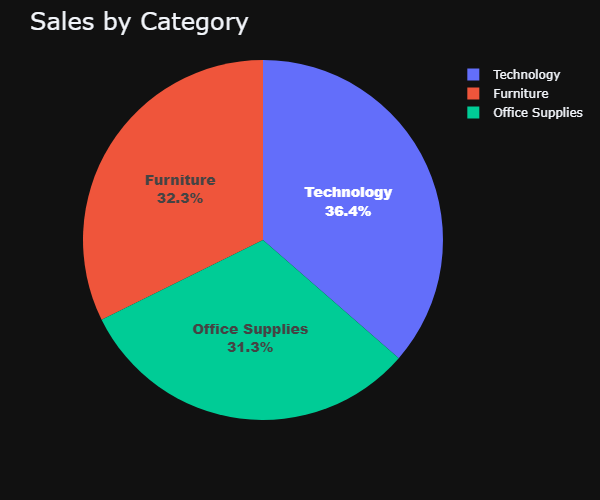 Sales by Category
Technology
Furniture
Office Supplies
Furniture
32.3%
Technology
36.4%
Office Supplies
31.3%